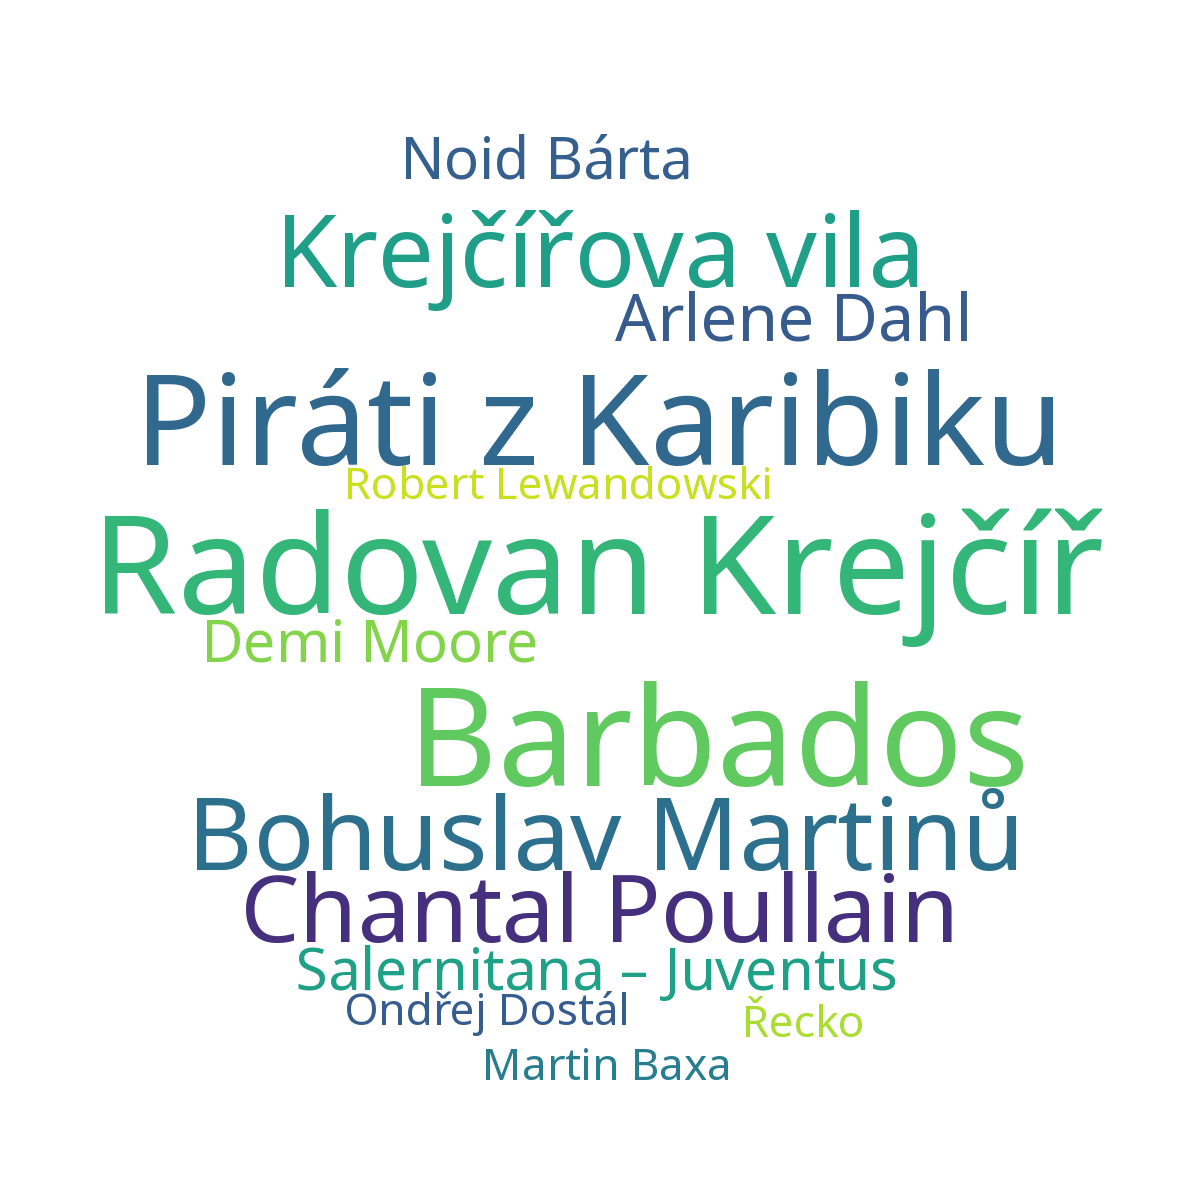 Noid Bárta
Krejčířova vila
Arlene Dahl
Piráti z Karibiku
Robert Lewandowski
Radovan Krejčíř
Demi Moore
Barbados
Bohuslav Martinů
Chantal Poullain
Salernitana – Juventus
Ondřej Dostál
Řecko
Martin Baxa